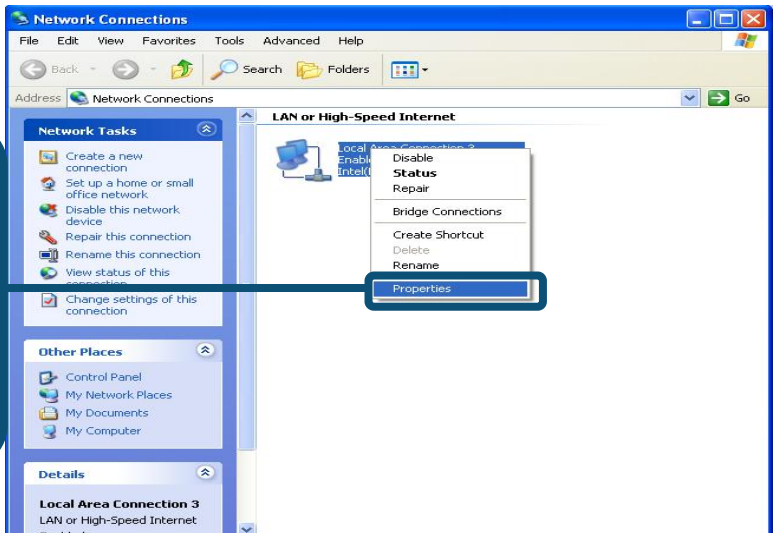 Network Connections
File Edit View Favorites Tools Advanced Help
Back Search Folders
Address Network Connections Go
Network Tasks
Create a new
connection
Set up a home or small
office network
Disable this network
device
Repair this connection
Rename this connection
View status of this
connection
Change settings of this
connection
Other Places
Control Panel
My Network Places
My Documents
My Computer
Details
Local Area Connection 3
LAN or High-Speed Internet
LAN or High-Speed Internet
Local Area Connection 3
Disable
Status
Repair
Bridge Connections
Create Shortcut
Delete
Rename
Properties